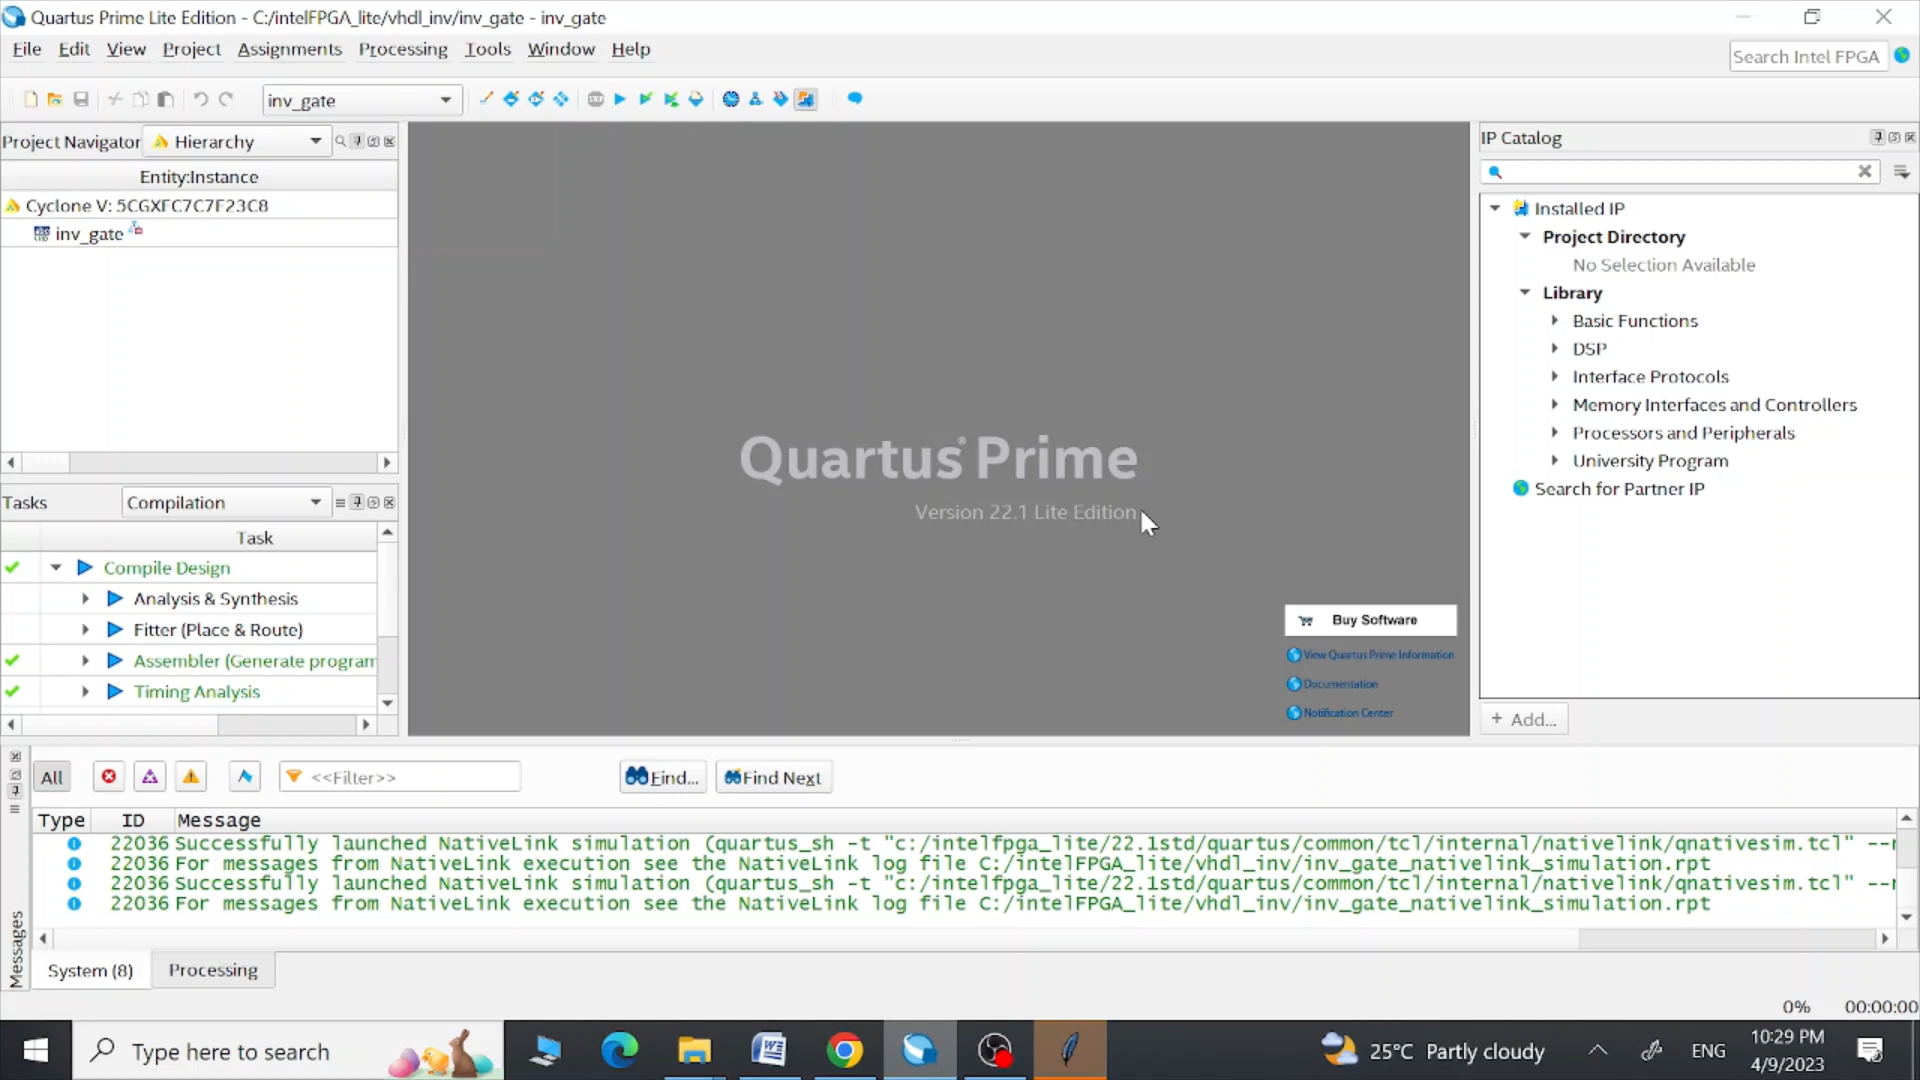 Quartus Prime Lite Edition - C:/intelFPGA_lite/vhdl_inv/inv_gate - inv_gate
File Edit View Project Assignments Processing Tools Window Help
Search Intel FPGA
inv_gate
Project Navigator Hierarchy
Entity:Instance
Cyclone V: 5CGXFC7C7F23C8
inv_gate
Tasks Compilation
Task
Compile Design
Analysis & Synthesis
Fitter (Place & Route)
Assembler (Generate program
Timing Analysis
Quartus® Prime
Version 22.1 Lite Edition
Buy Software
View Quartus Prime Information
Documentation
Notification Center
IP Catalog
Installed IP
Project Directory
No Selection Available
Library
Basic Functions
DSP
Interface Protocols
Memory Interfaces and Controllers
Processors and Peripherals
University Program
Search for Partner IP
+ Add...
Messages
All <<Filter>> Find... Find Next
Type ID Message
22036 Successfully launched NativeLink simulation (quartus_sh -t "c:/intelfpga_lite/22.1std/quartus/common/tcl/internal/nativelink/qnativesim.tcl"
22036 For messages from NativeLink execution see the NativeLink log file C:/intelFPGA_lite/vhdl_inv/inv_gate_nativelink_simulation.rpt
22036 Successfully launched NativeLink simulation (quartus_sh -t "c:/intelfpga_lite/22.1std/quartus/common/tcl/internal/nativelink/qnativesim.tcl"
22036 For messages from NativeLink execution see the NativeLink log file C:/intelFPGA_lite/vhdl_inv/inv_gate_nativelink_simulation.rpt
System (8) Processing
0% 00:00:00
Type here to search
25°C Partly cloudy
ENG
10:29 PM
4/9/2023